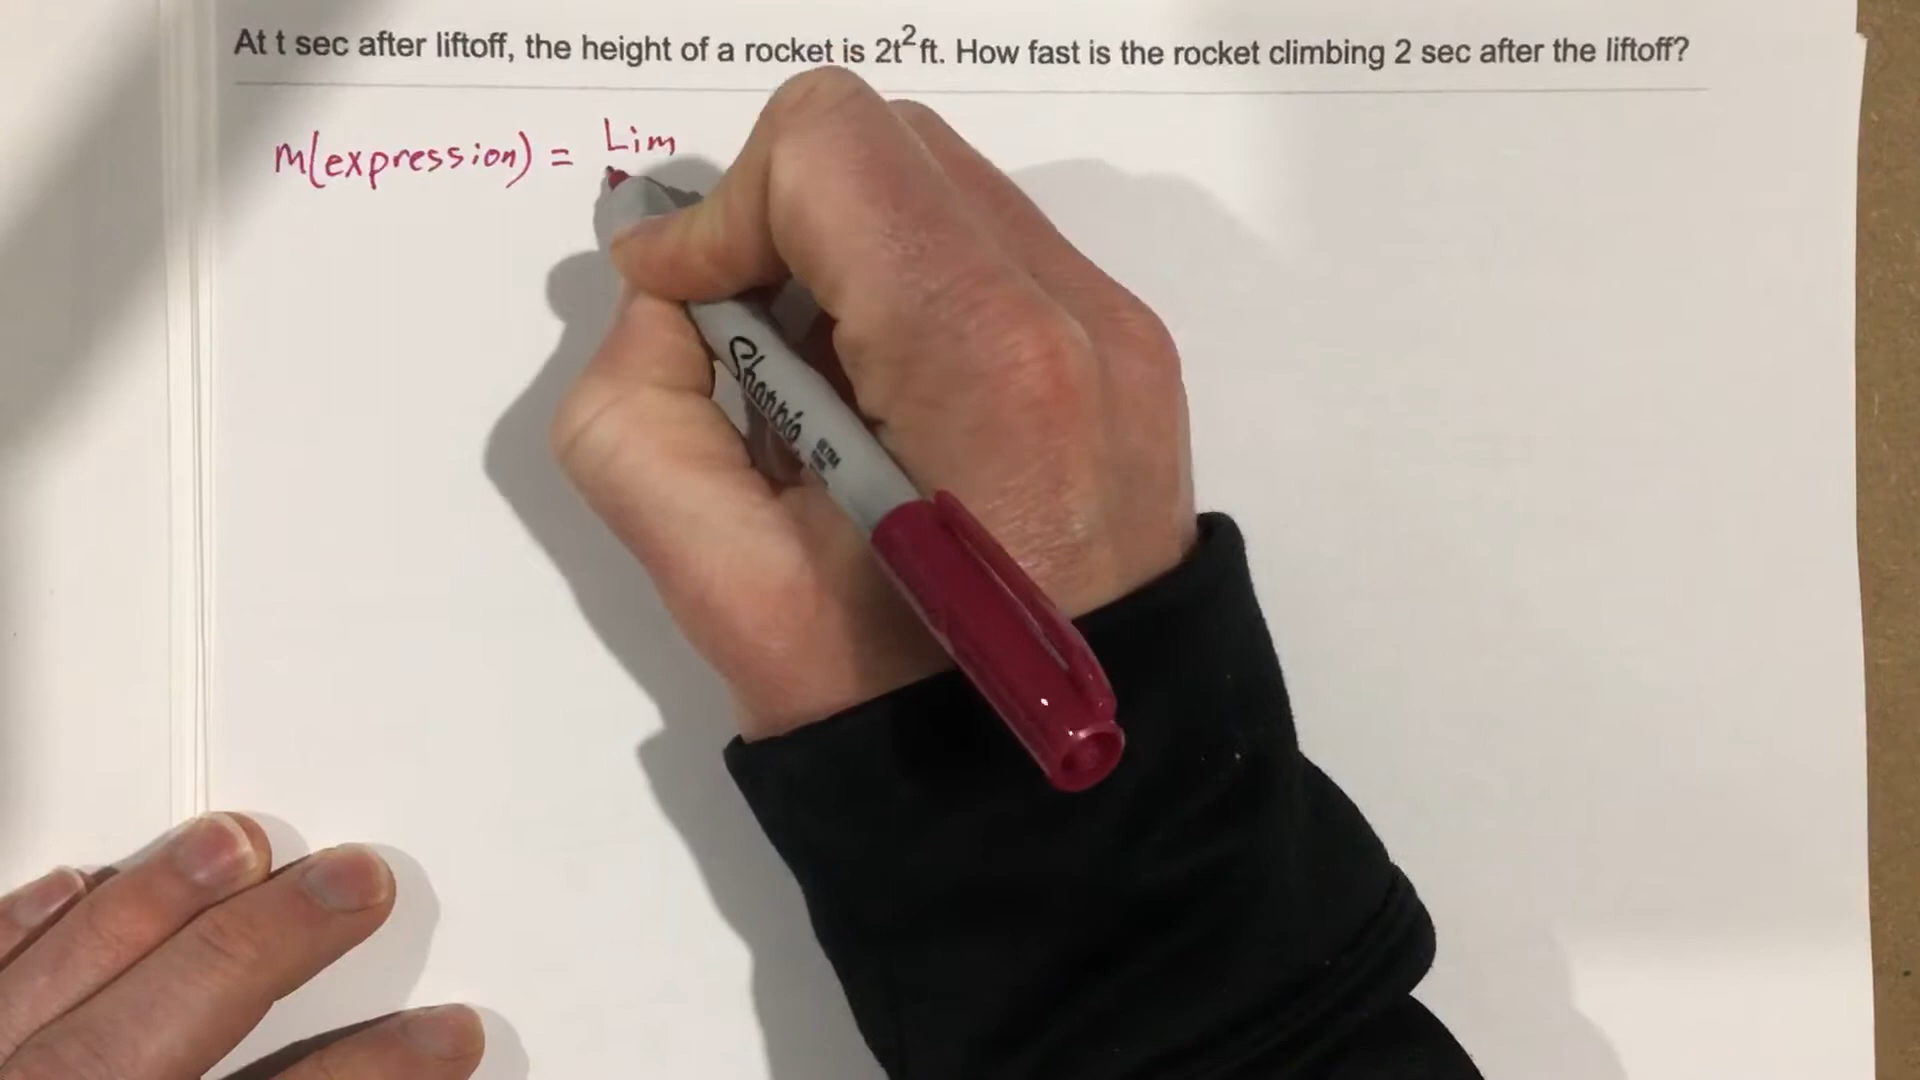 At t sec after liftoff, the height of a rocket is 2t² ft. How fast is the rocket climbing 2 sec after the liftoff?
m(expression) = Lim
Sharpie